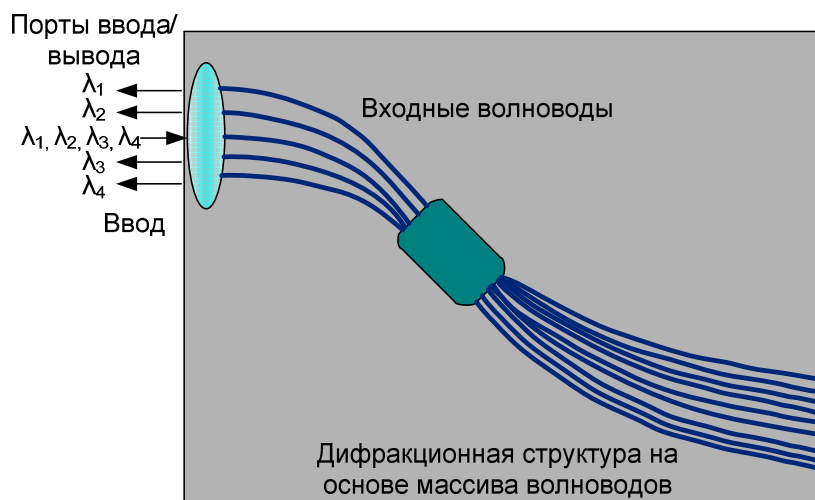 Порты ввода/
вывода
λ1
λ2
λ1, λ2, λ3, λ4
λ3
λ4
Ввод
Входные волноводы
Дифракционная структура на
основе массива волноводов